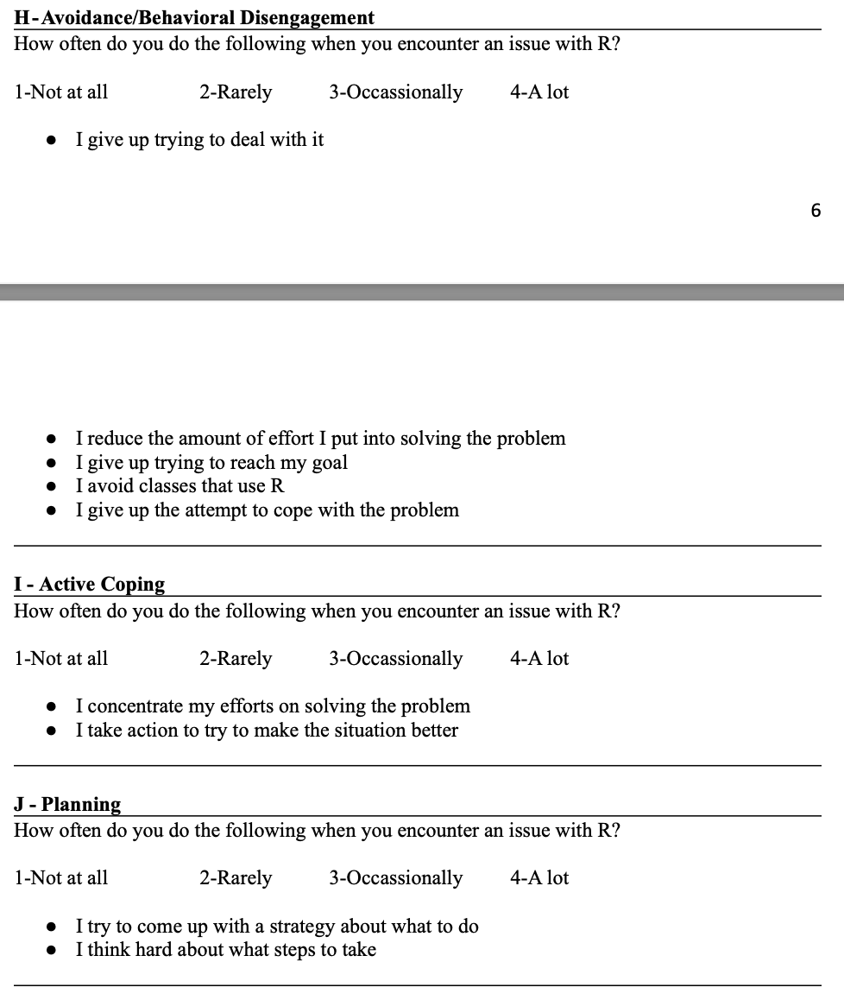 H-Avoidance/Behavioral Disengagement
How often do you do the following when you encounter an issue with R?
1-Not at all 2-Rarely 3-Occassionally 4-A lot
● I give up trying to deal with it
6
● I reduce the amount of effort I put into solving the problem
● I give up trying to reach my goal
● I avoid classes that use R
● I give up the attempt to cope with the problem
I - Active Coping
How often do you do the following when you encounter an issue with R?
1-Not at all 2-Rarely 3-Occassionally 4-A lot
● I concentrate my efforts on solving the problem
● I take action to try to make the situation better
J - Planning
How often do you do the following when you encounter an issue with R?
1-Not at all 2-Rarely 3-Occassionally 4-A lot
● I try to come up with a strategy about what to do
● I think hard about what steps to take